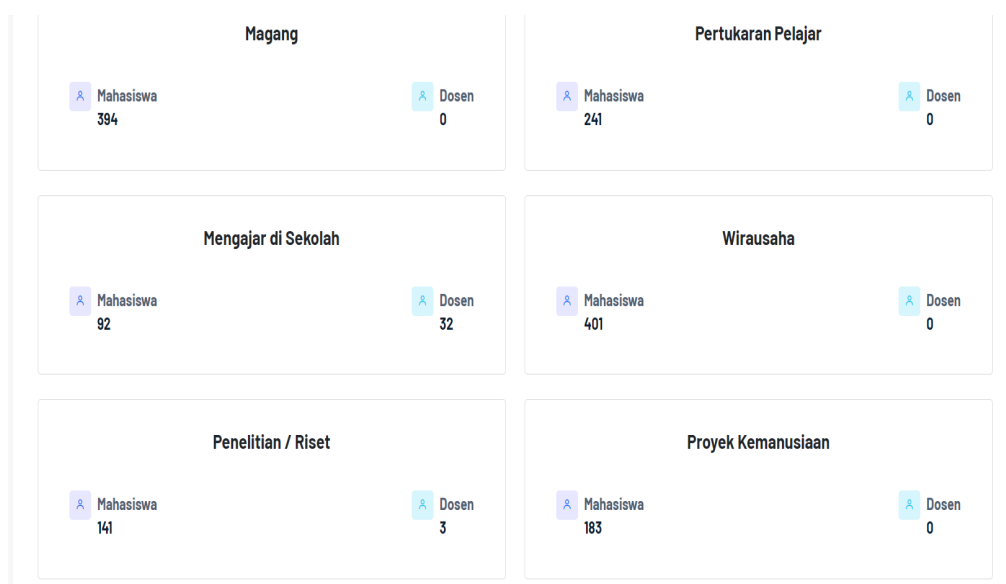 Magang
Mahasiswa
394
Dosen
0
Pertukaran Pelajar
Mahasiswa
241
Dosen
0
Mengajar di Sekolah
Mahasiswa
92
Dosen
32
Wirausaha
Mahasiswa
401
Dosen
0
Penelitian / Riset
Mahasiswa
141
Dosen
3
Proyek Kemanusiaan
Mahasiswa
183
Dosen
0